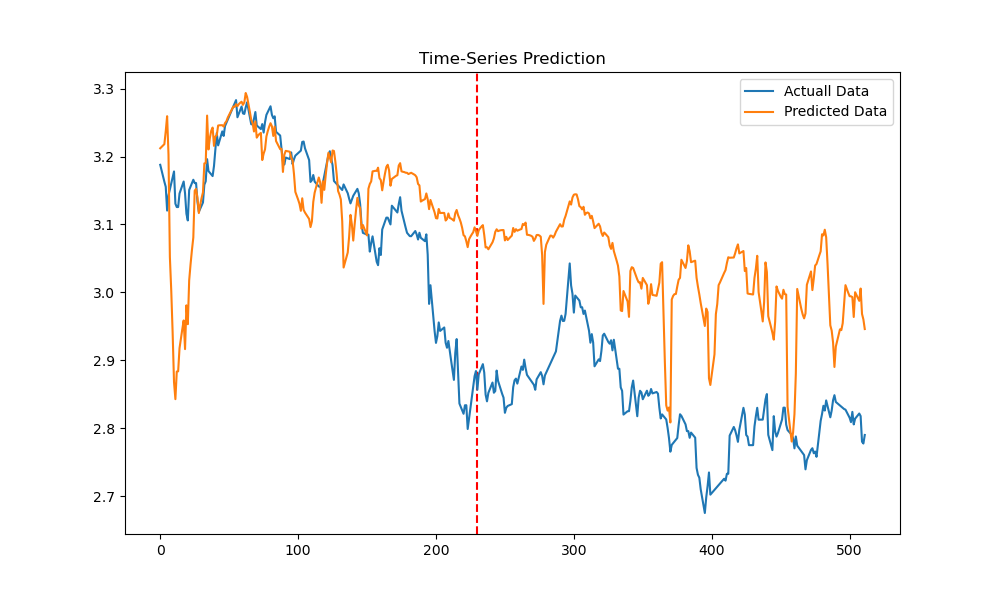 Time-Series Prediction
Actuall Data
Predicted Data
3.3
3.2
3.1
3.0
2.9
2.8
2.7
0 100 200 300 400 500